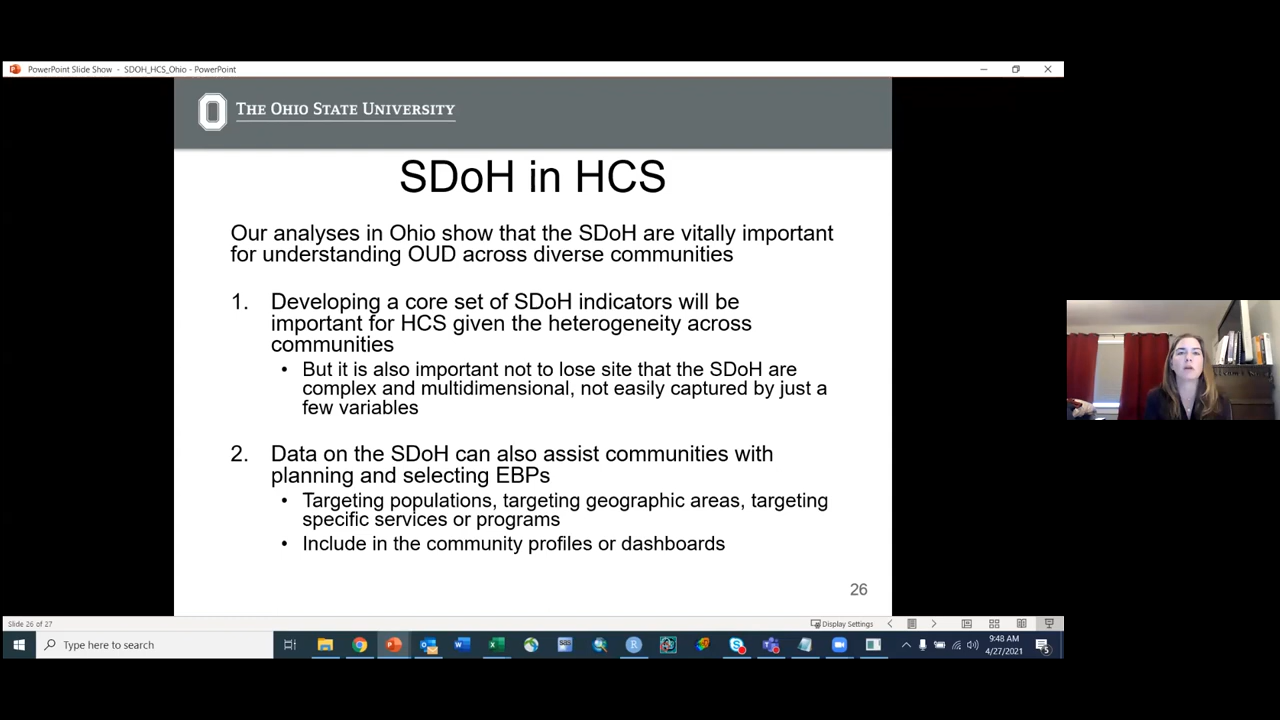 PowerPoint Slide Show - SDOH_HCS_Ohio - PowerPoint
THE OHIO STATE UNIVERSITY
SDoH in HCS
Our analyses in Ohio show that the SDoH are vitally important
for understanding OUD across diverse communities
1. Developing a core set of SDoH indicators will be
important for HCS given the heterogeneity across
communities
• But it is also important not to lose site that the SDoH are
complex and multidimensional, not easily captured by just a
few variables
2. Data on the SDoH can also assist communities with
planning and selecting EBPs
• Targeting populations, targeting geographic areas, targeting
specific services or programs
• Include in the community profiles or dashboards
26
Slide 26 of 27
Display Settings
Type here to search
9:48 AM
4/27/2021
5